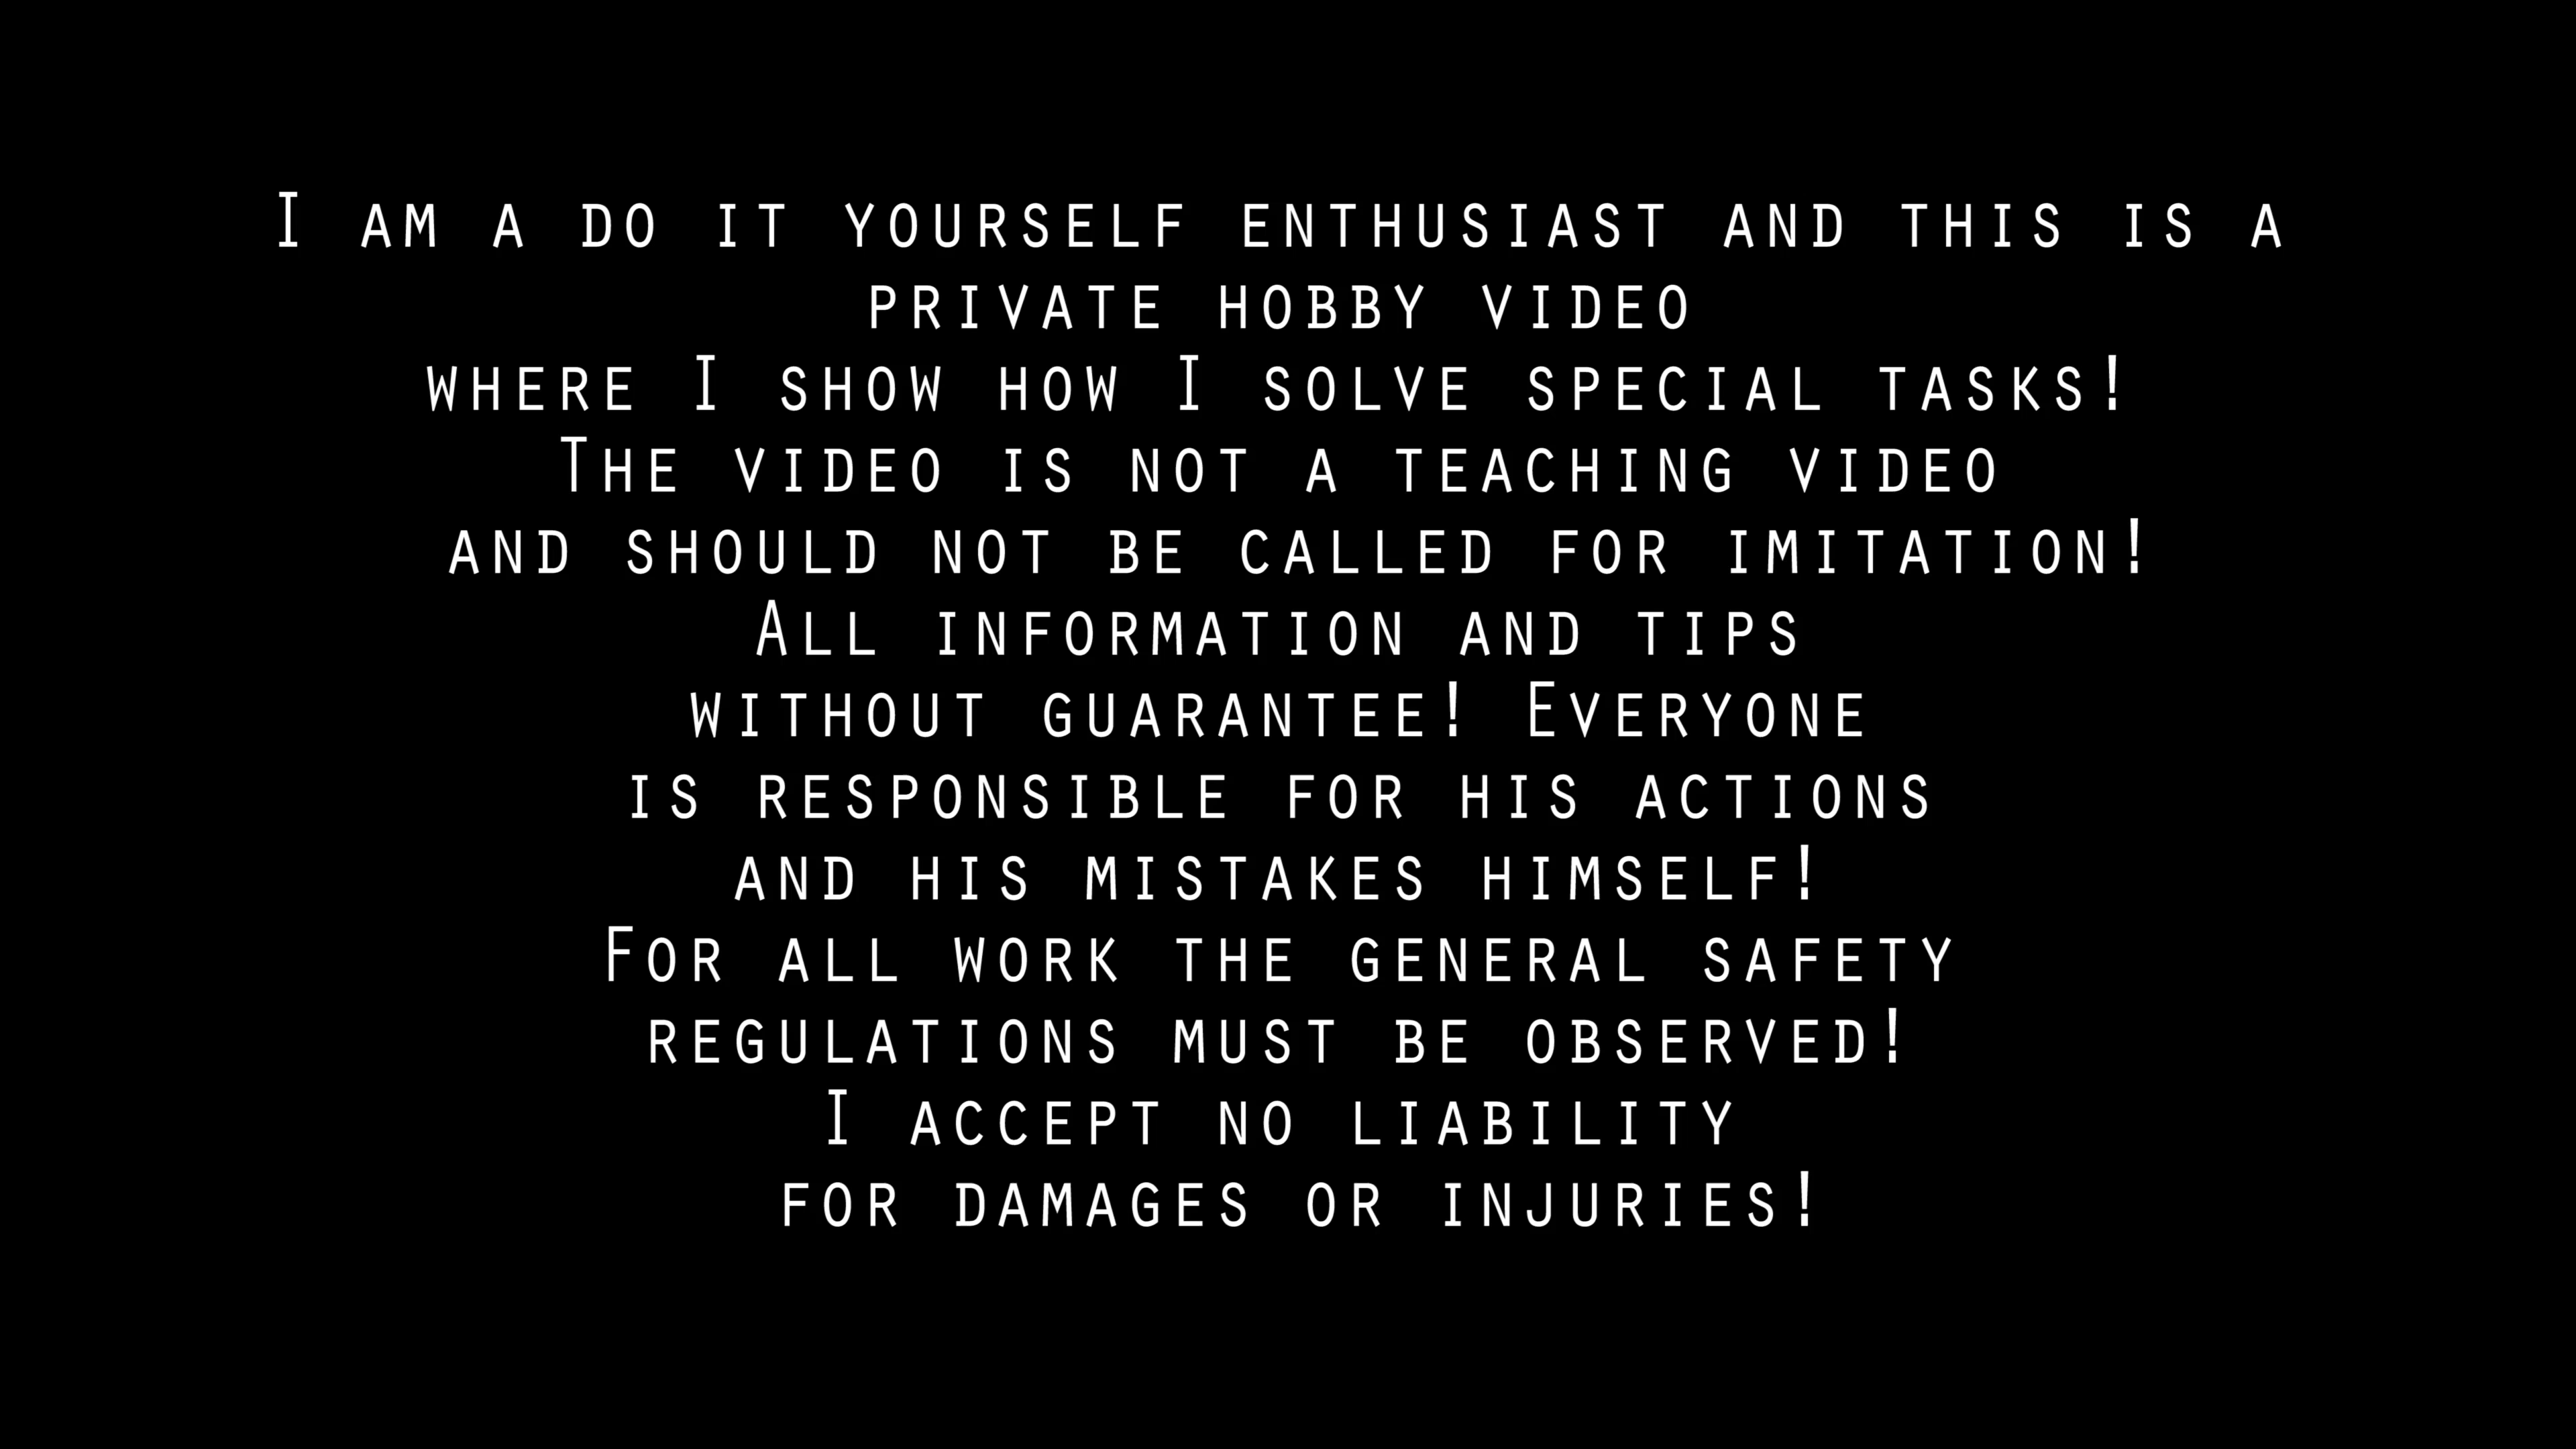 I am a do it yourself enthusiast and this is a
private hobby video
where I show how I solve special tasks!
The video is not a teaching video
and should not be called for imitation!
All information and tips
without guarantee! Everyone
is responsible for his actions
and his mistakes himself!
For all work the general safety
regulations must be observed!
I accept no liability
for damages or injuries!